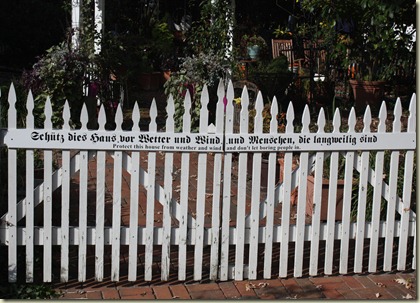 Schütz dies Haus vor Wetter und Wind und Menschen, die langweilig sind
Protect this house from weather and wind and don't let boring people in.